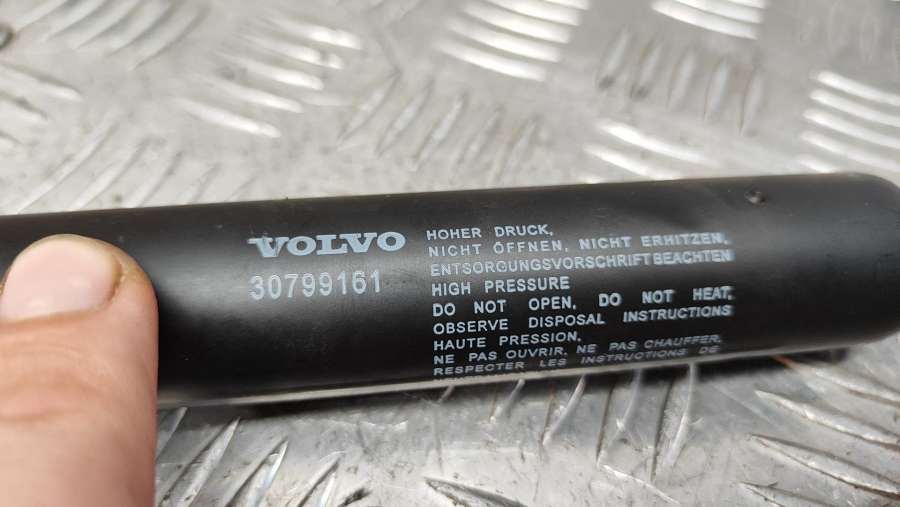 VOLVO
30799161
HOHER DRUCK,
NICHT ÖFFNEN, NICHT ERHITZEN,
ENTSORGUNGSVORSCHRIFT BEACHTEN
HIGH PRESSURE
DO NOT OPEN, DO NOT HEAT,
OBSERVE DISPOSAL INSTRUCTIONS
HAUTE PRESSION,
NE PAS OUVRIR, NE PAS CHAUFFER,
RESPECTER LES INSTRUCTIONS DE